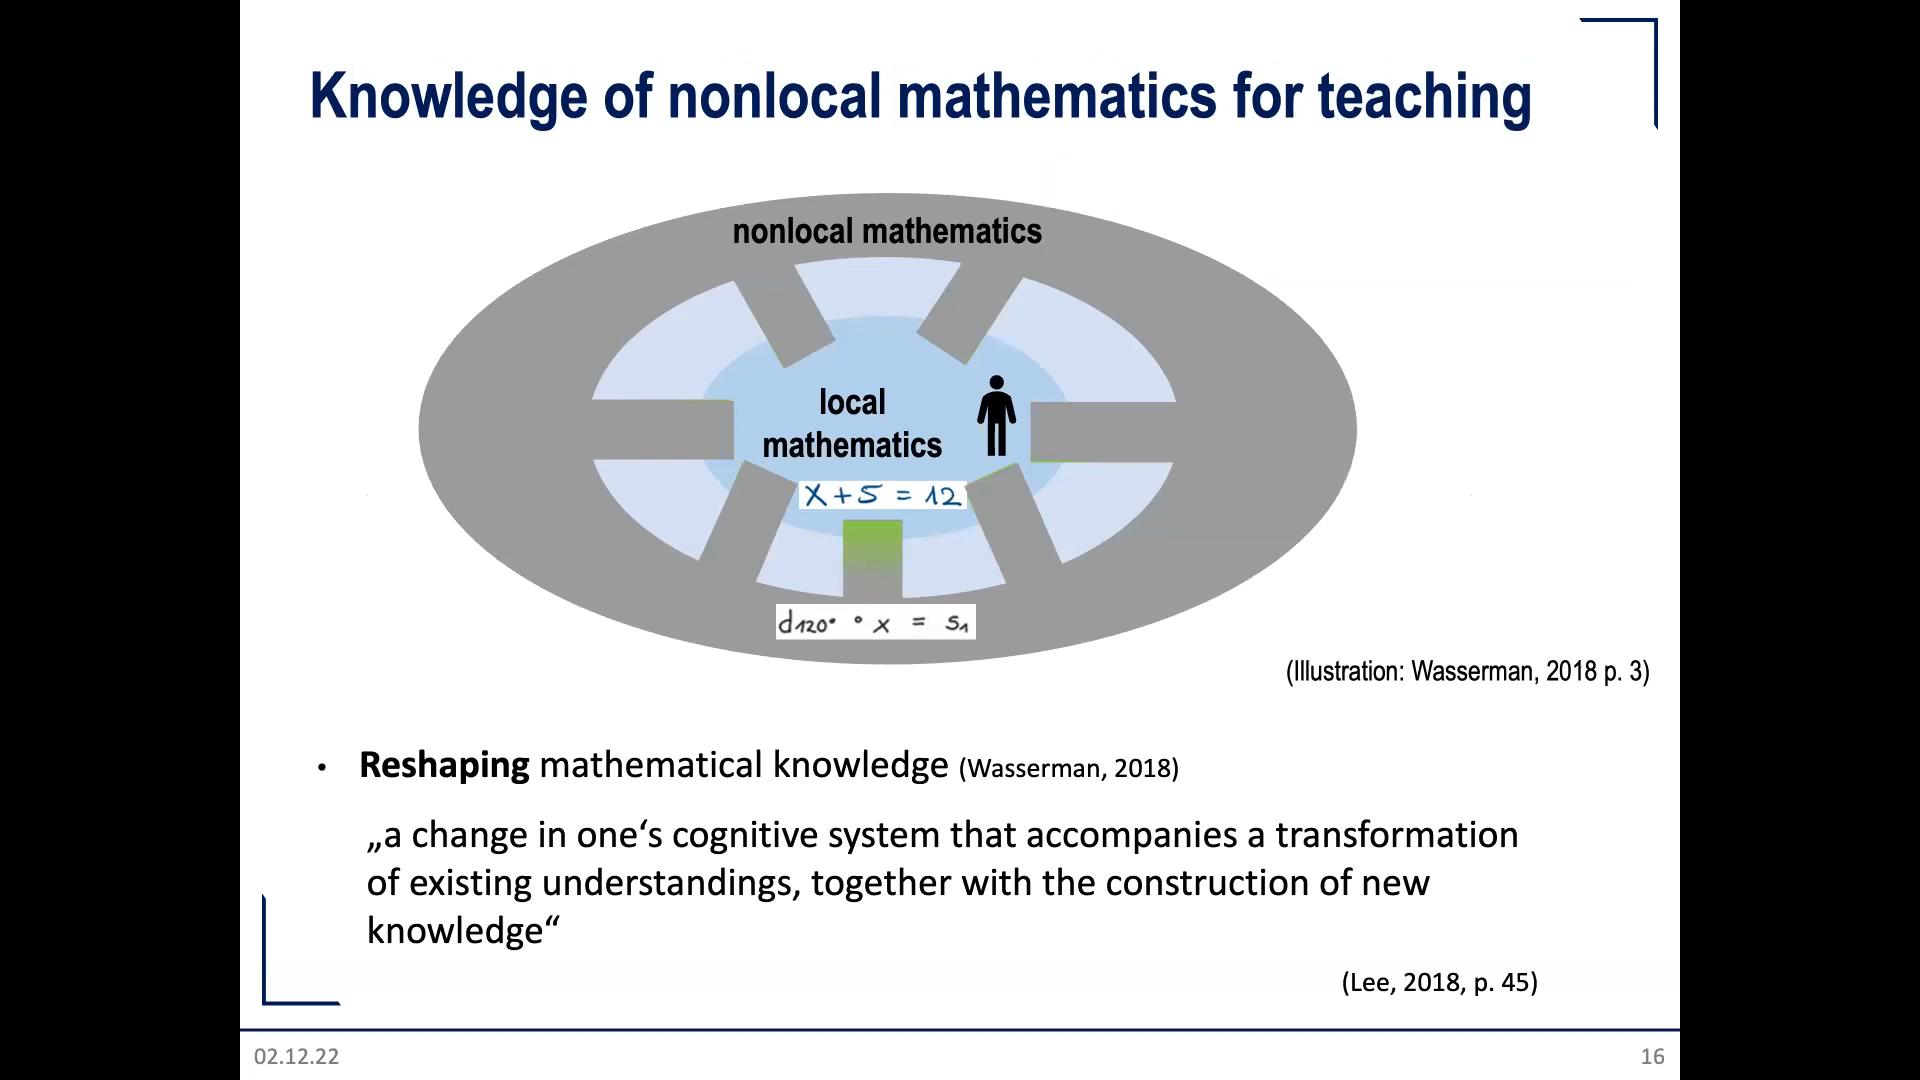 Knowledge of nonlocal mathematics for teaching
nonlocal mathematics
local
mathematics
x + 5 = 12
d120° ∘ x = s1
(Illustration: Wasserman, 2018 p. 3)
• Reshaping mathematical knowledge (Wasserman, 2018)
„a change in one‘s cognitive system that accompanies a transformation
of existing understandings, together with the construction of new
knowledge“
(Lee, 2018, p. 45)
02.12.22
16